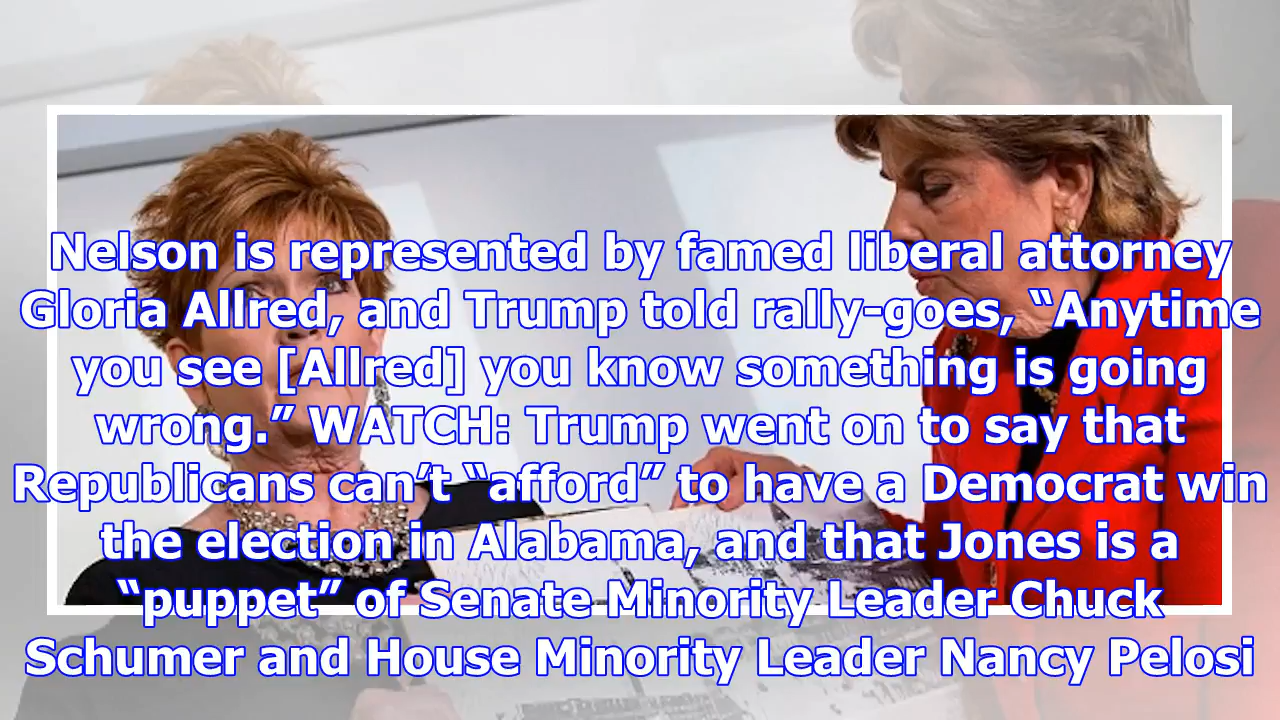 Nelson is represented by famed liberal attorney
Gloria Allred, and Trump told rally-goes, “Anytime
you see [Allred] you know something is going
wrong.” WATCH: Trump went on to say that
Republicans can’t “afford” to have a Democrat win
the election in Alabama, and that Jones is a
“puppet” of Senate Minority Leader Chuck
Schumer and House Minority Leader Nancy Pelosi